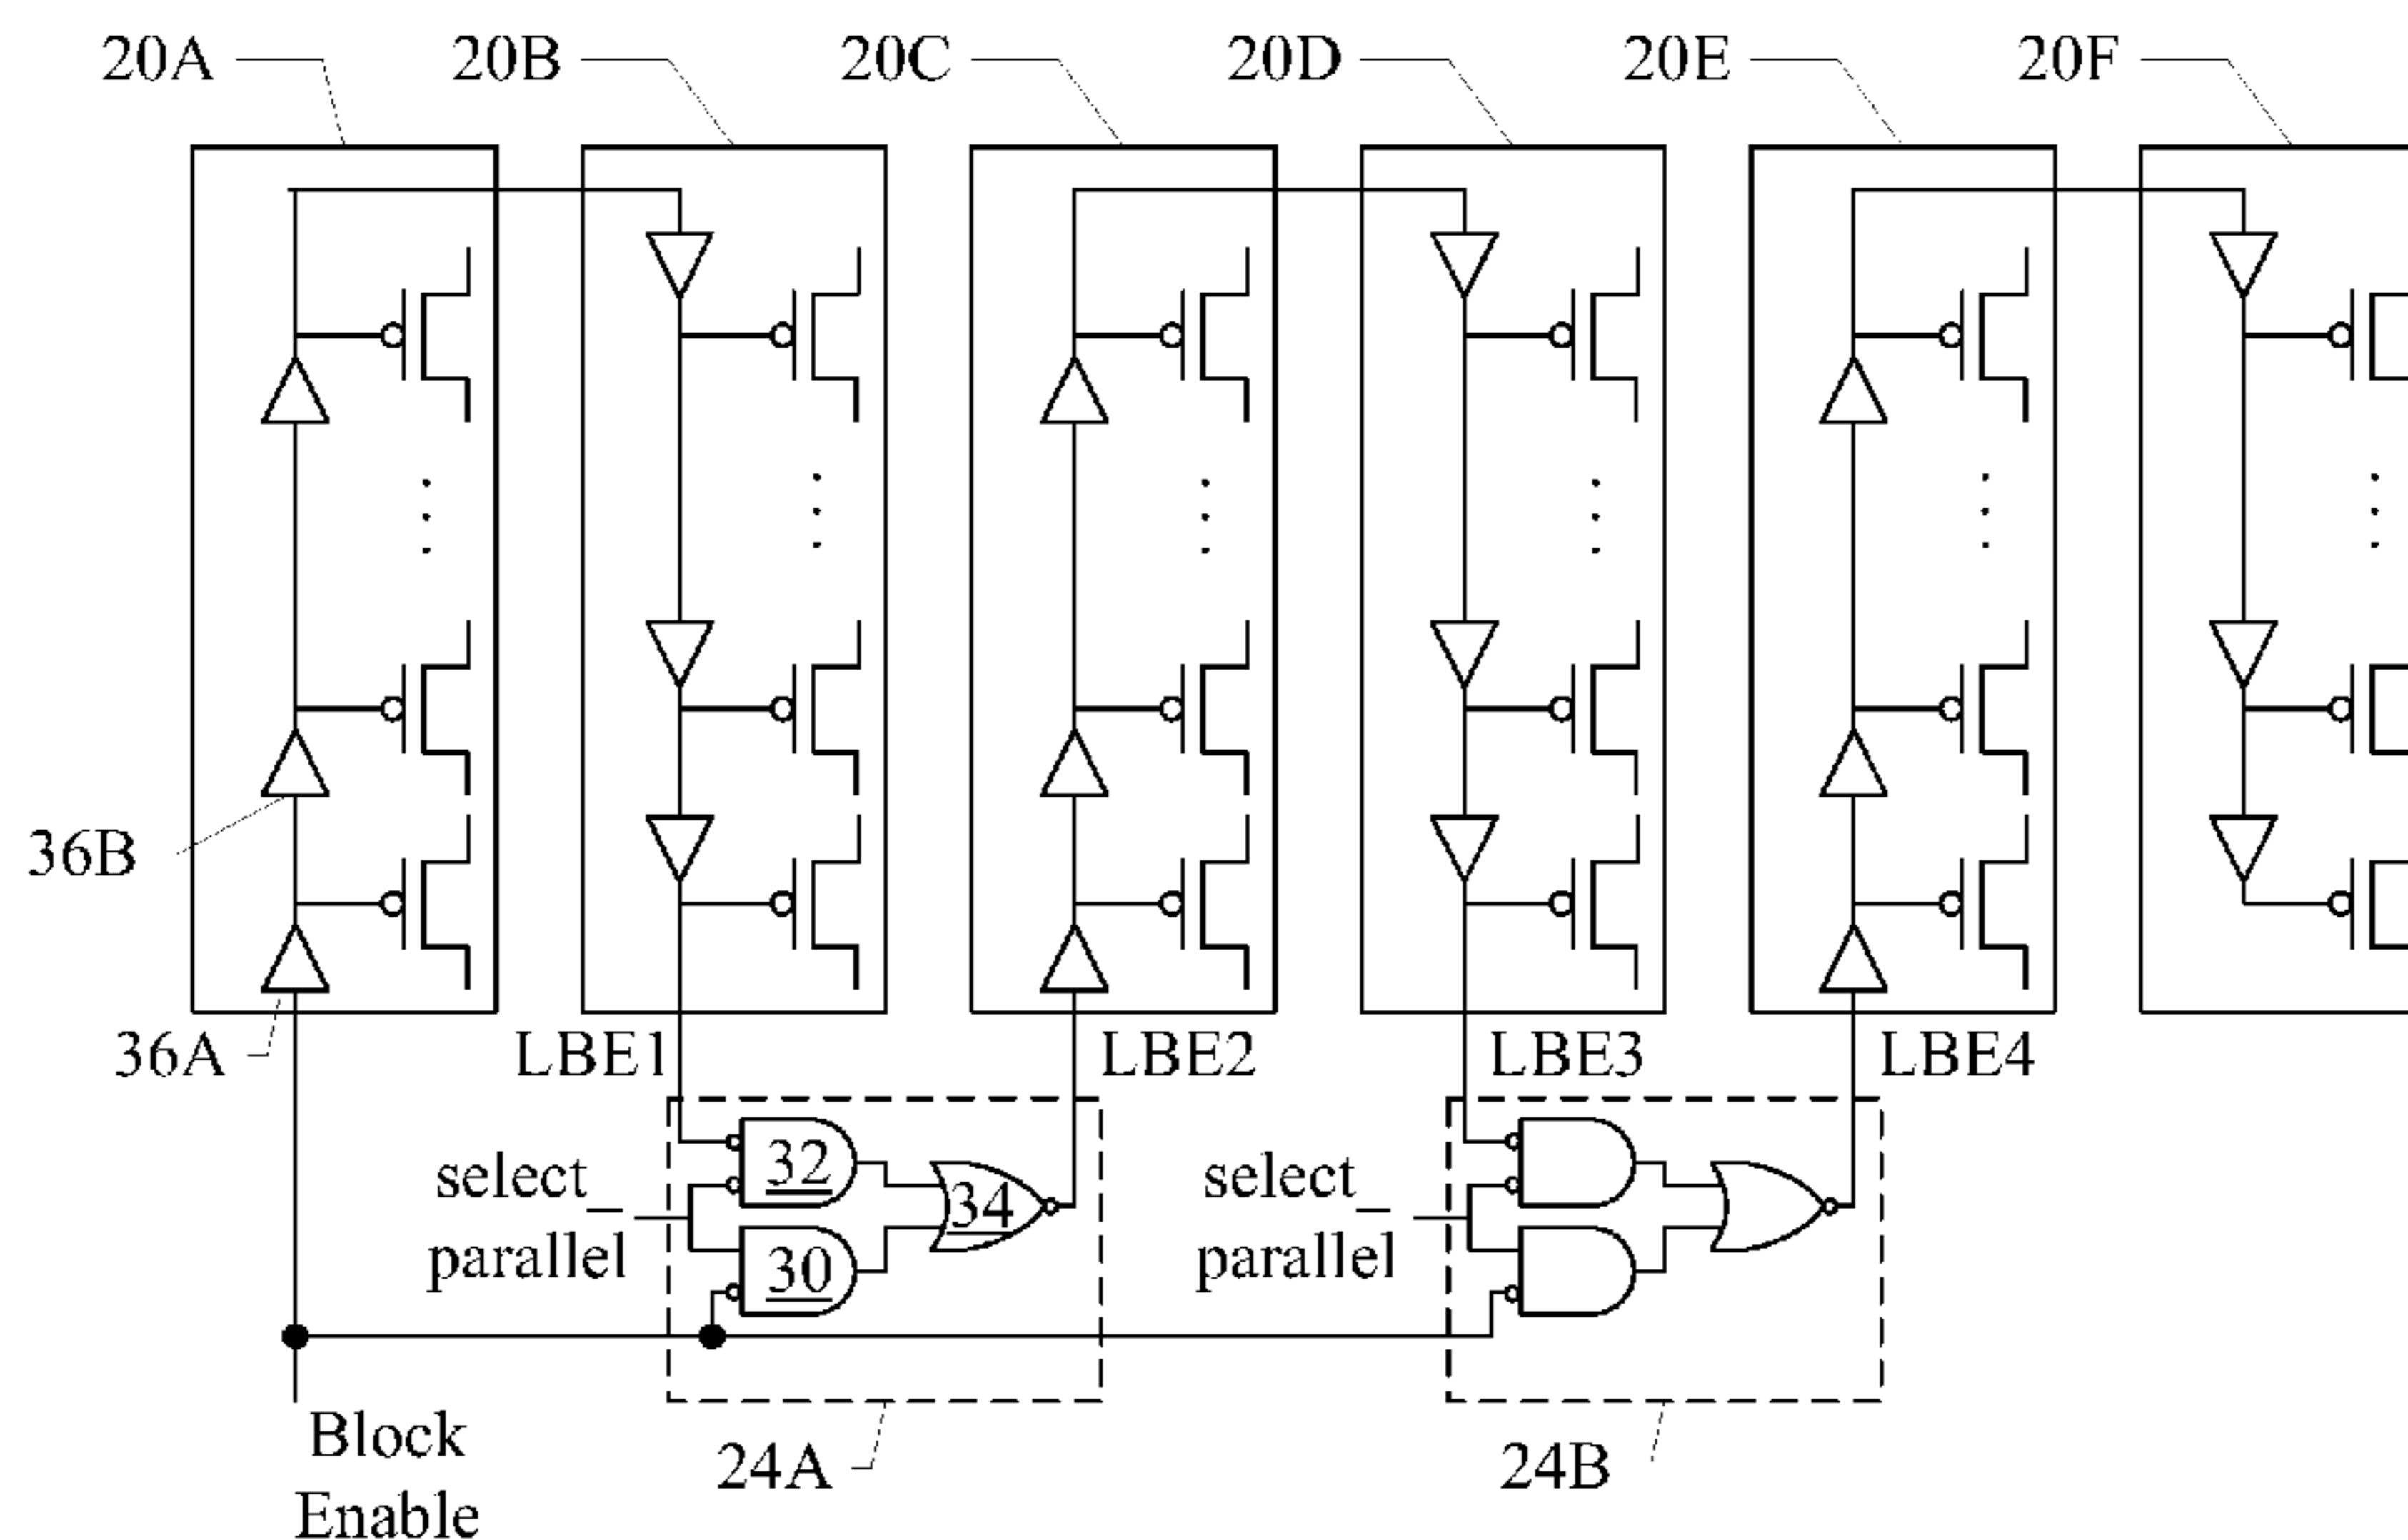 20A 20B 20C 20D 20E 20F
36B
36A LBE1 LBE2 LBE3 LBE4
select_ 32 34 select_
parallel 30 parallel
Block 24A 24B
Enable